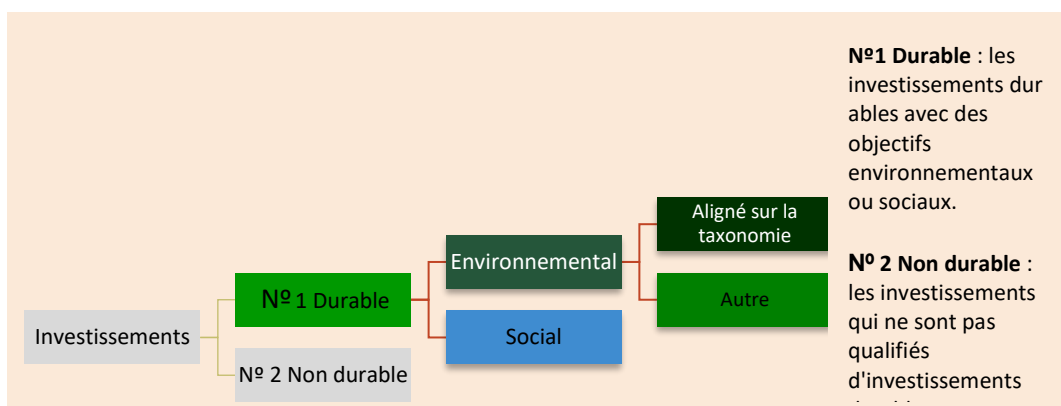 Investissements
Nº 1 Durable
Nº 2 Non durable
Environnemental
Social
Aligné sur la
taxonomie
Autre
Nº1 Durable : les
investissements dur
ables avec des
objectifs
environnementaux
ou sociaux.
Nº 2 Non durable :
les investissements
qui ne sont pas
qualifiés
d'investissements